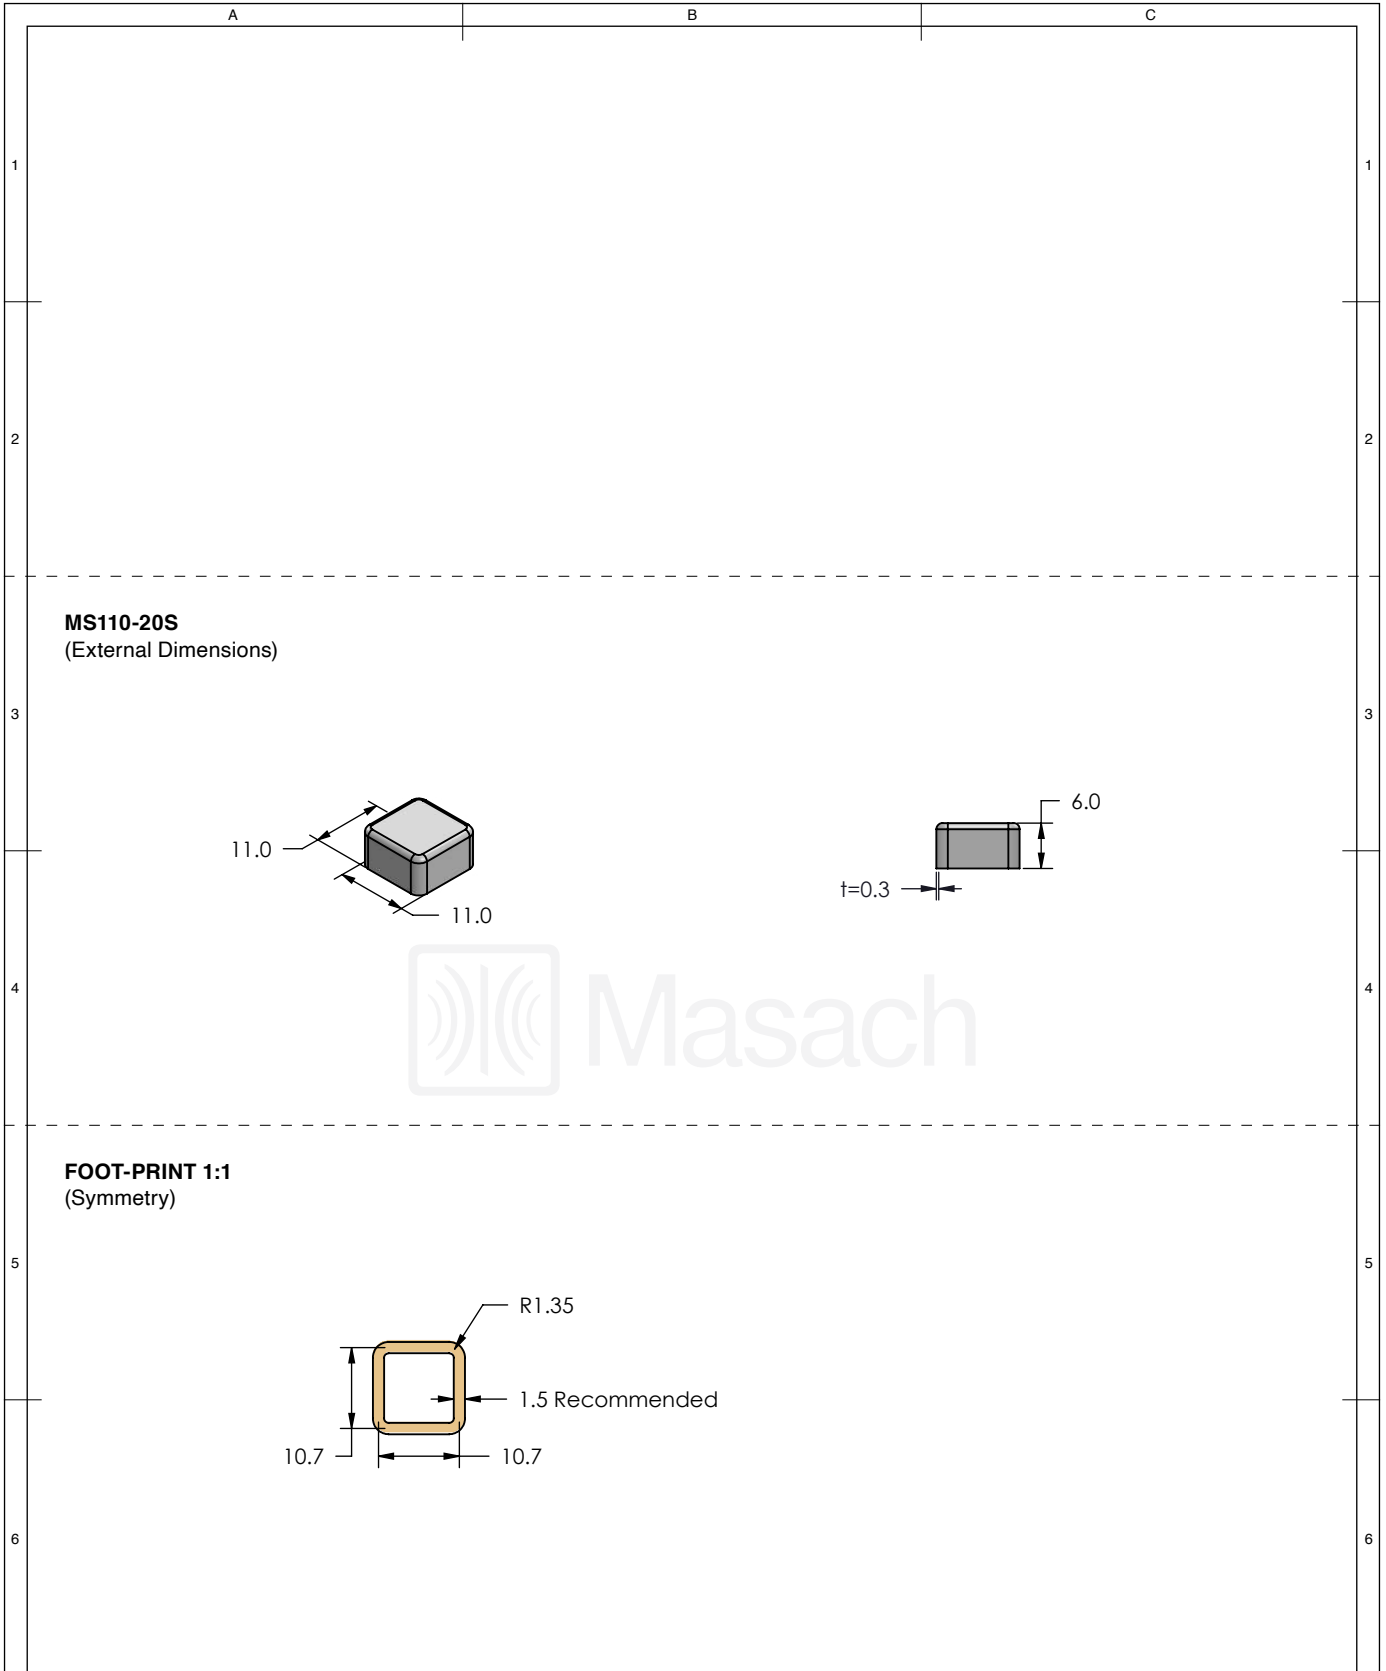 A B C
1 1
2 2
MS110-20S
(External Dimensions)
3 3
6.0
11.0
t=0.3
11.0
Masach
4 4
FOOT-PRINT 1:1
(Symmetry)
5 5
R1.35
1.5 Recommended
10.7 10.7
6 6